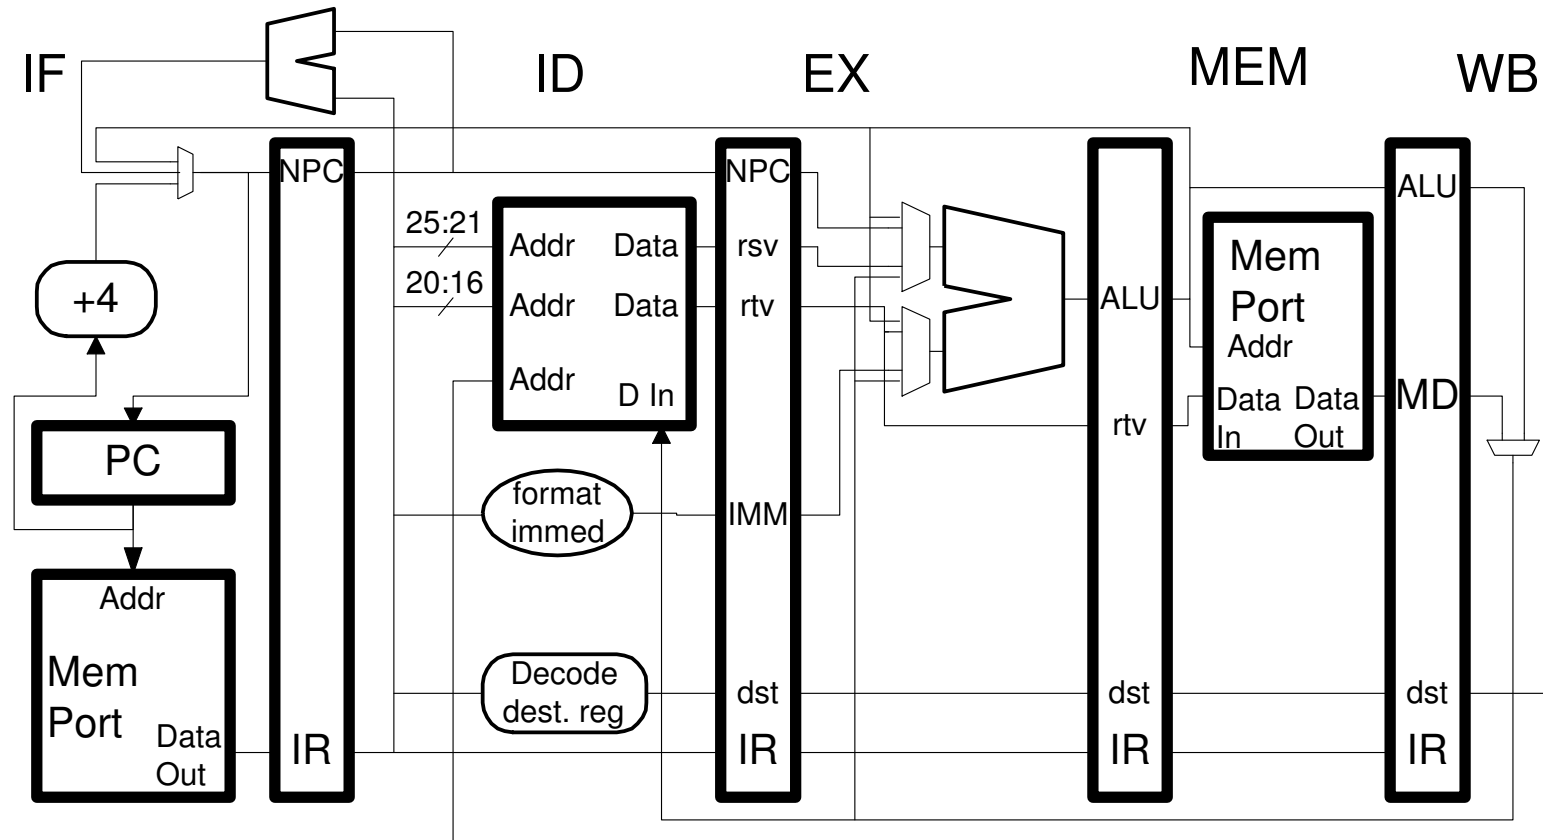 IF
ID
EX
MEM
WB
NPC
NPC
ALU
25:21
Addr
Data
rsv
20:16
Addr
Data
rtv
Addr
D In
+4
PC
ALU
rtv
Mem
Port
Addr
Data
In
Data
Out
MD
format
immed
IMM
Addr
Mem
Port
Data
Out
Decode
dest. reg
dst
dst
dst
IR
IR
IR
IR